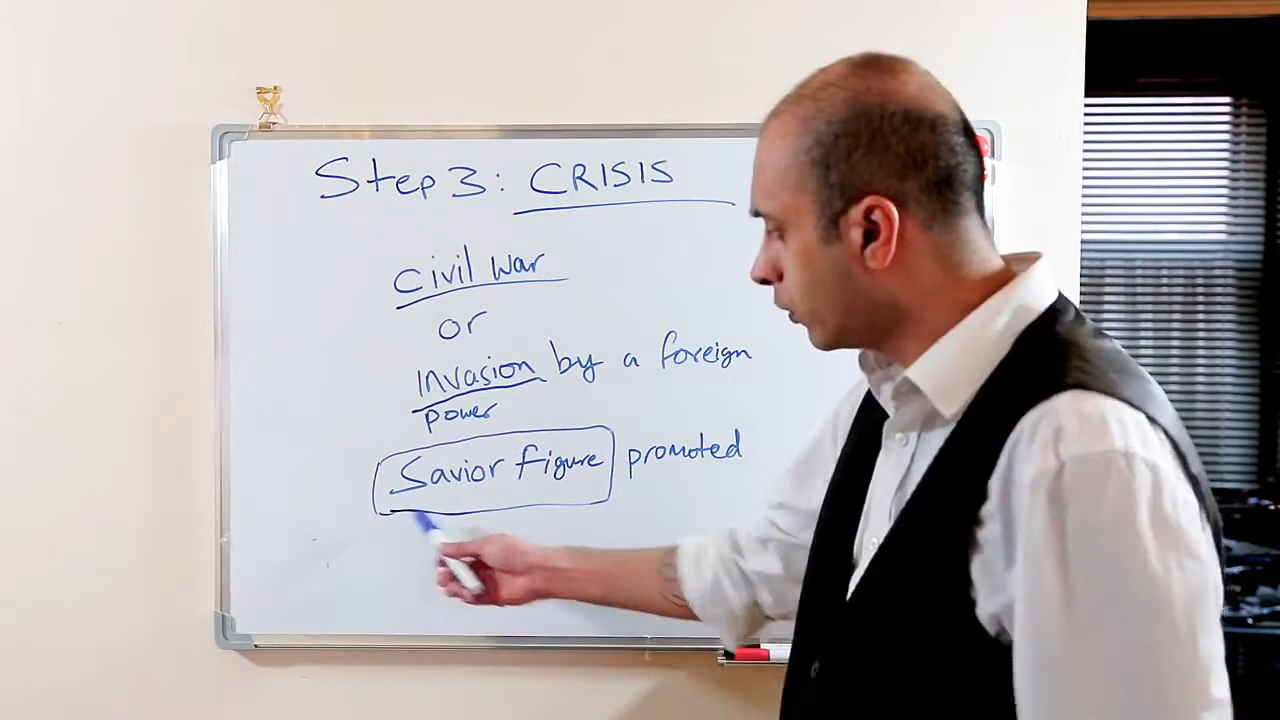 Step 3: CRISIS
Civil War
or
Invasion by a foreign
power
Savior figure promoted